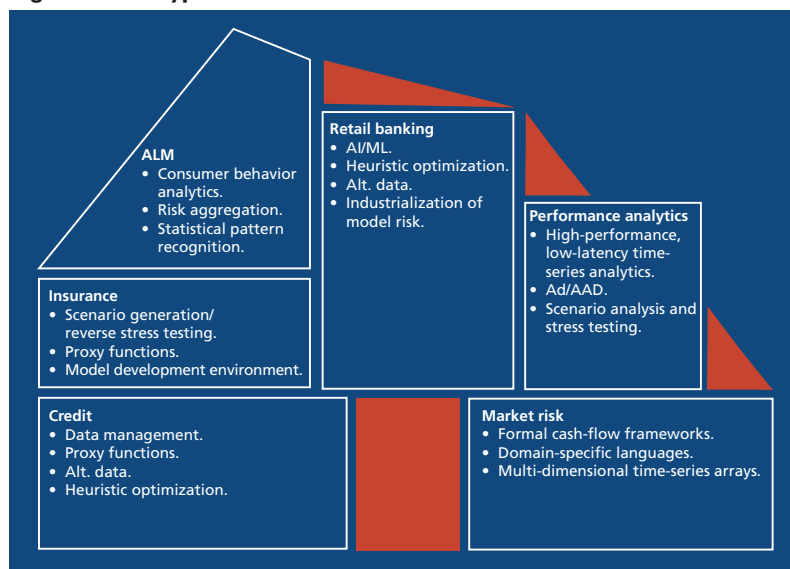 ALM
• Consumer behavior
analytics.
• Risk aggregation.
• Statistical pattern
recognition.
Retail banking
• AI/ML.
• Heuristic optimization.
• Alt. data.
• Industrialization of
model risk.
Performance analytics
• High-performance,
low-latency time-
series analytics.
• Ad/AAD.
• Scenario analysis and
stress testing.
Insurance
• Scenario generation/
reverse stress testing.
• Proxy functions.
• Model development environment.
Credit
• Data management.
• Proxy functions.
• Alt. data.
• Heuristic optimization.
Market risk
• Formal cash-flow frameworks.
• Domain-specific languages.
• Multi-dimensional time-series arrays.